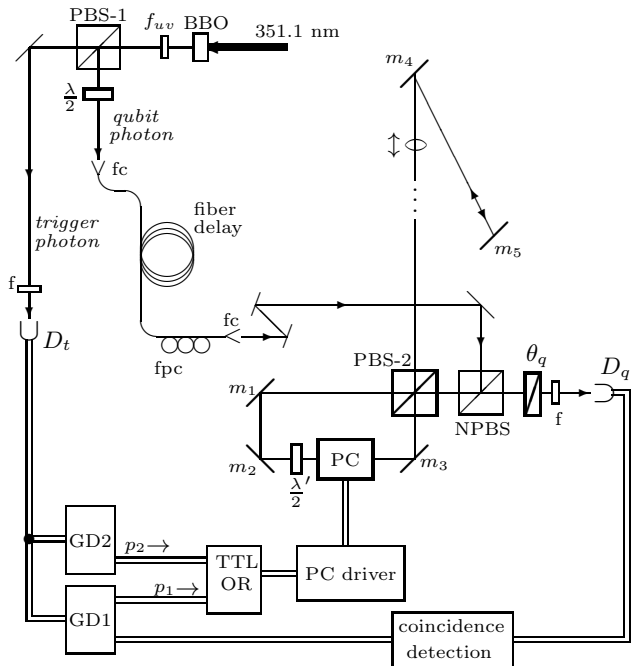 PBS-1
f_uv
BBO
351.1 nm
λ/2
qubit
photon
fc
trigger
photon
fiber
delay
f
D_t
fpc
fc
m_4
m_5
PBS-2
NPBS
θ_q
f
D_q
m_1
m_2
λ/2 '
PC
m_3
GD2
p_2→
TTL
OR
PC driver
p_1→
GD1
coincidence
detection